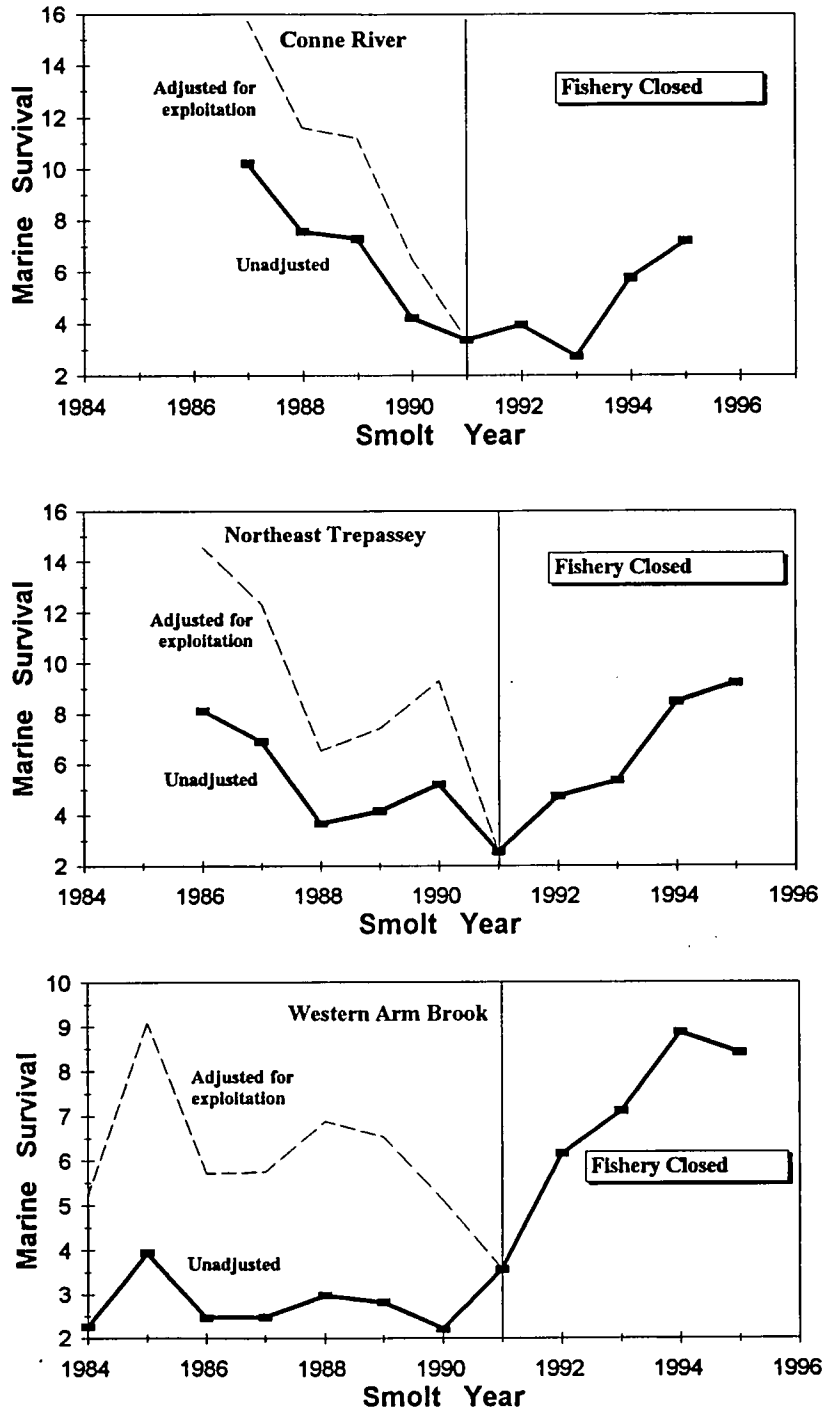 16
Conne River
14
Adjusted for
exploitation
Fishery Closed
12
10
8
Unadjusted
6
4
2
Marine Survival
1984 1986 1988 1990 1992 1994 1996
Smolt Year
16
Northeast Trepassey
14
Fishery Closed
12
Adjusted for
exploitation
10
8
Unadjusted
6
4
2
Marine Survival
1984 1986 1988 1990 1992 1994 1996
Smolt Year
10
Western Arm Brook
9
8
Adjusted for
exploitation
7
6
Fishery Closed
5
4
Unadjusted
3
2
Marine Survival
1984 1986 1988 1990 1992 1994 1996
Smolt Year